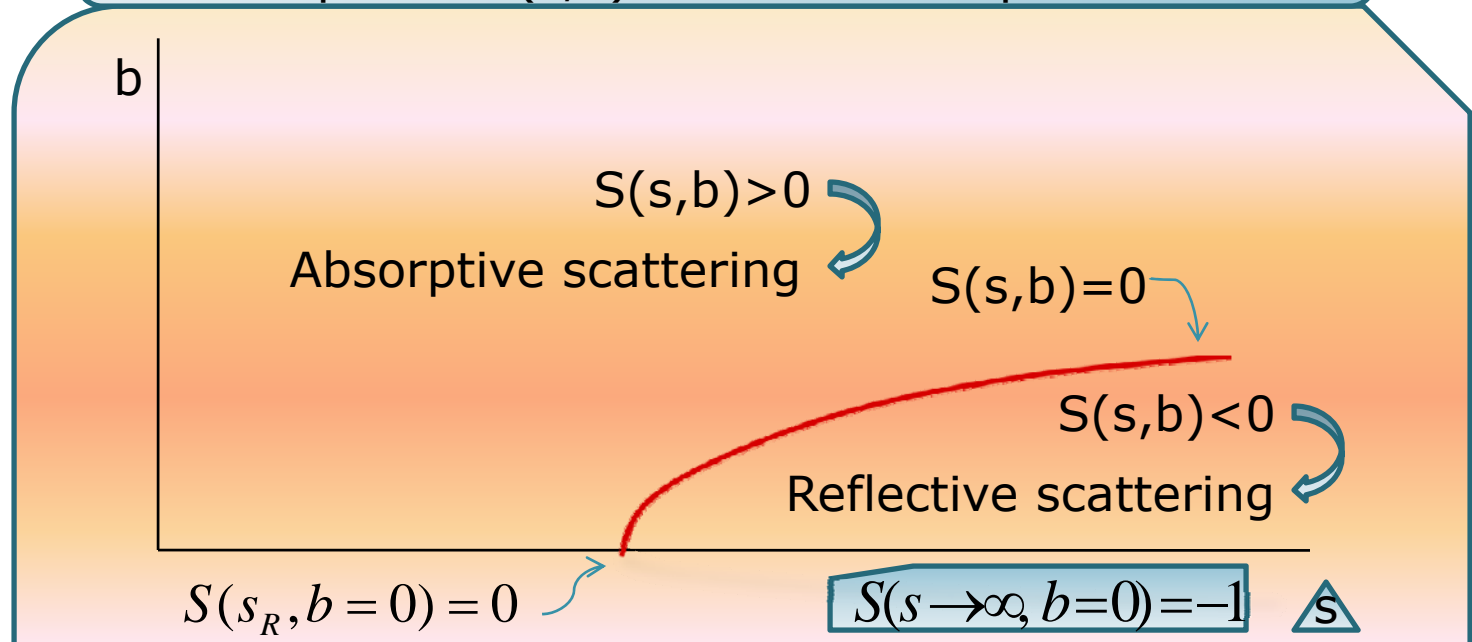 b
S(s,b)>0
Absorptive scattering
S(s,b)=0
S(s,b)<0
Reflective scattering
S(s_R, b = 0) = 0
S(s→∞, b=0)=−1
s